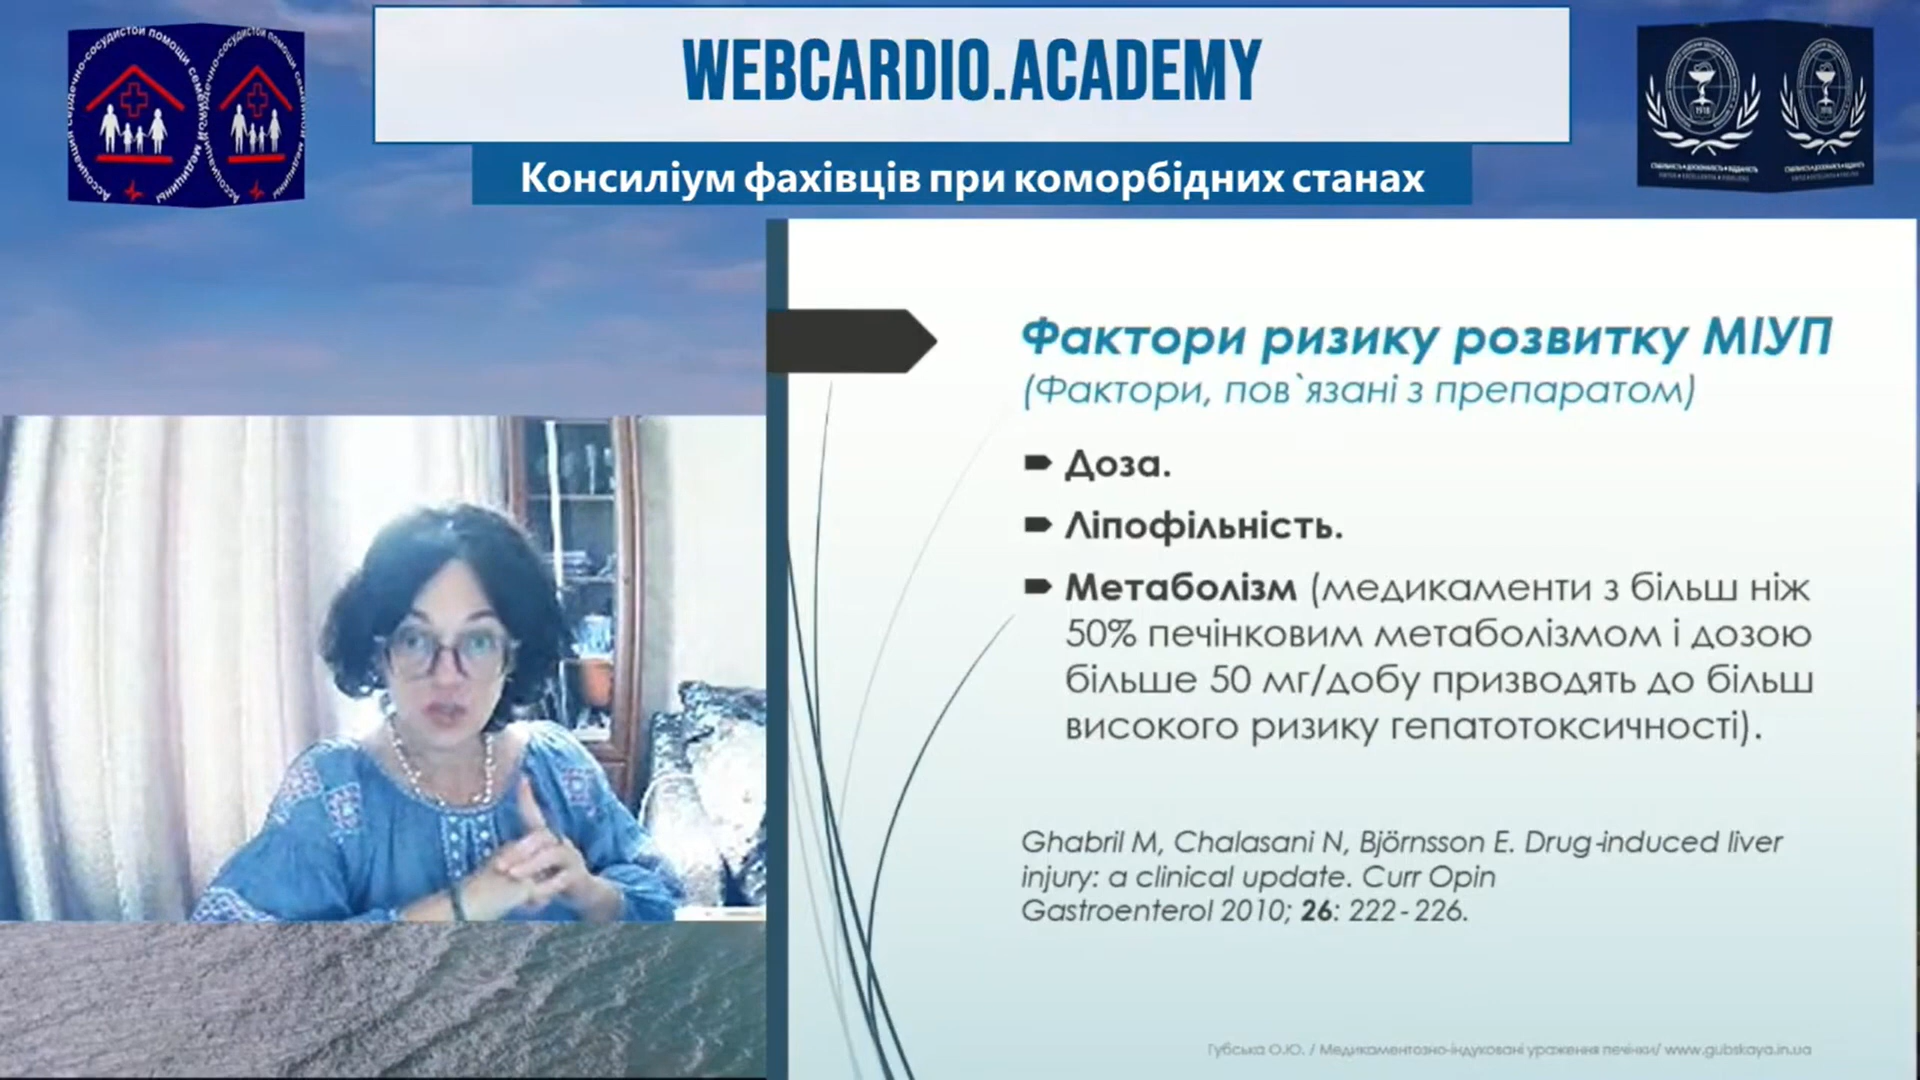 WEBCARDIO.ACADEMY
Консиліум фахівців при коморбідних станах
Фактори ризику розвитку МІУП
(Фактори, пов`язані з препаратом)
Доза.
Ліпофільність.
Метаболізм (медикаменти з більш ніж
50% печінковим метаболізмом і дозою
більше 50 мг/добу призводять до більш
високого ризику гепатотоксичності).
Ghabril M, Chalasani N, Björnsson E. Drug-induced liver
injury: a clinical update. Curr Opin
Gastroenterol 2010; 26: 222-226.
Губська О.Ю. / Медикаментозно-індуковані ураження печінки/ www.gubskaya.in.ua
1918